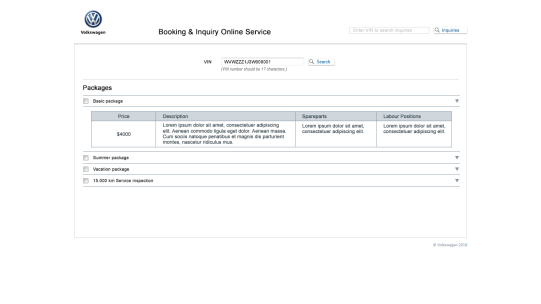 Volkswagen
Booking & Inquiry Online Service
Enter VIN to search inquiries
Inquiries
VIN
Search
(VIN number should be 17 characters.)
Packages
Basic package
Price
Description
Spareparts
Labour Positions
$4000
Lorem ipsum dolor sit amet, consectetuer adipiscing
elit. Aenean commodo ligula eget dolor. Aenean massa.
Cum sociis natoque penatibus et magnis dis parturient
montes, nascetur ridiculus mus.
Lorem ipsum dolor sit amet,
consectetuer adipiscing elit.
Lorem ipsum dolor sit amet,
consectetuer adipiscing elit.
Summer package
Vacation package
15.000 km Service inspection
© Volkswagen